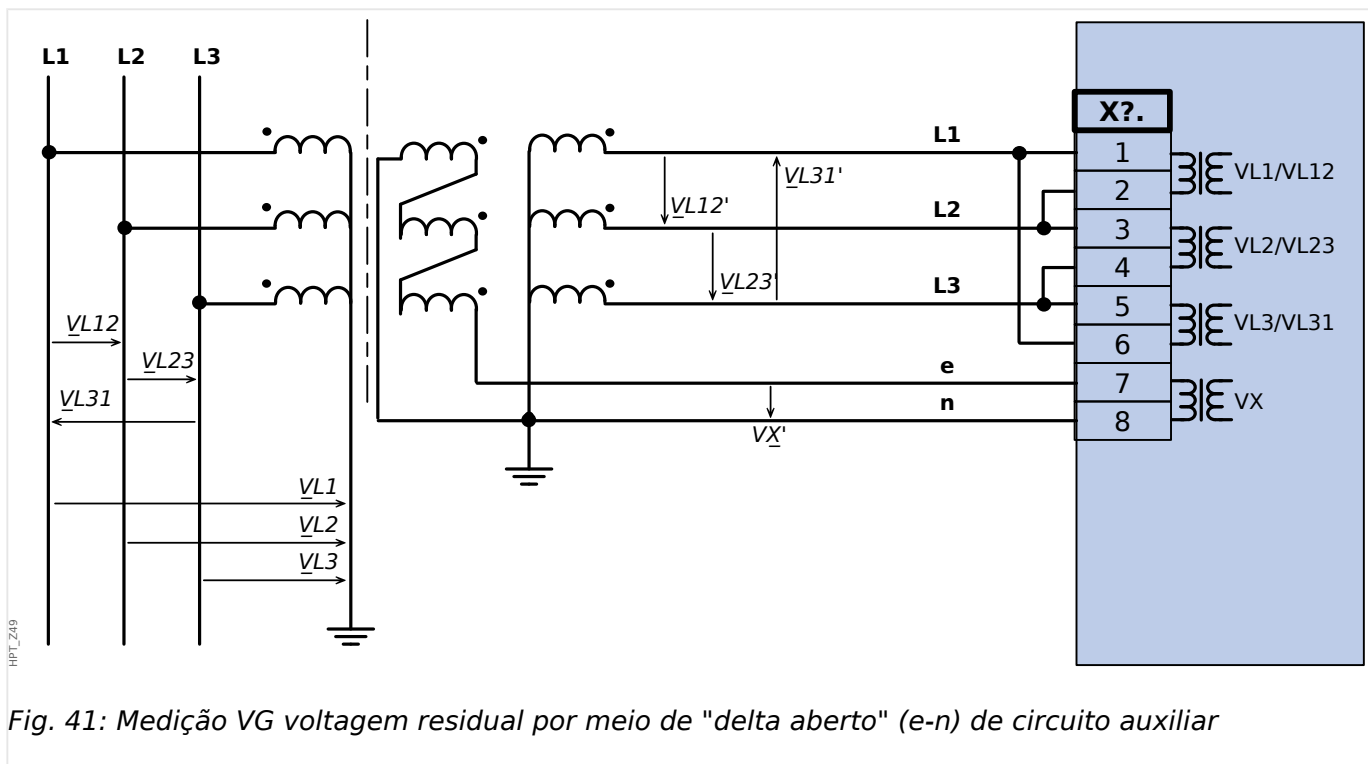 L1 L2 L3
X?.
L1
1
2
VL1/VL12
VL31'
VL12'
L2
3
4
VL2/VL23
VL23'
L3
5
6
VL3/VL31
VL12
VL23
VL31
e
7
n
8
VX
VX'
VL1
VL2
VL3
HPT_Z49
Fig. 41: Medição VG voltagem residual por meio de "delta aberto" (e-n) de circuito auxiliar